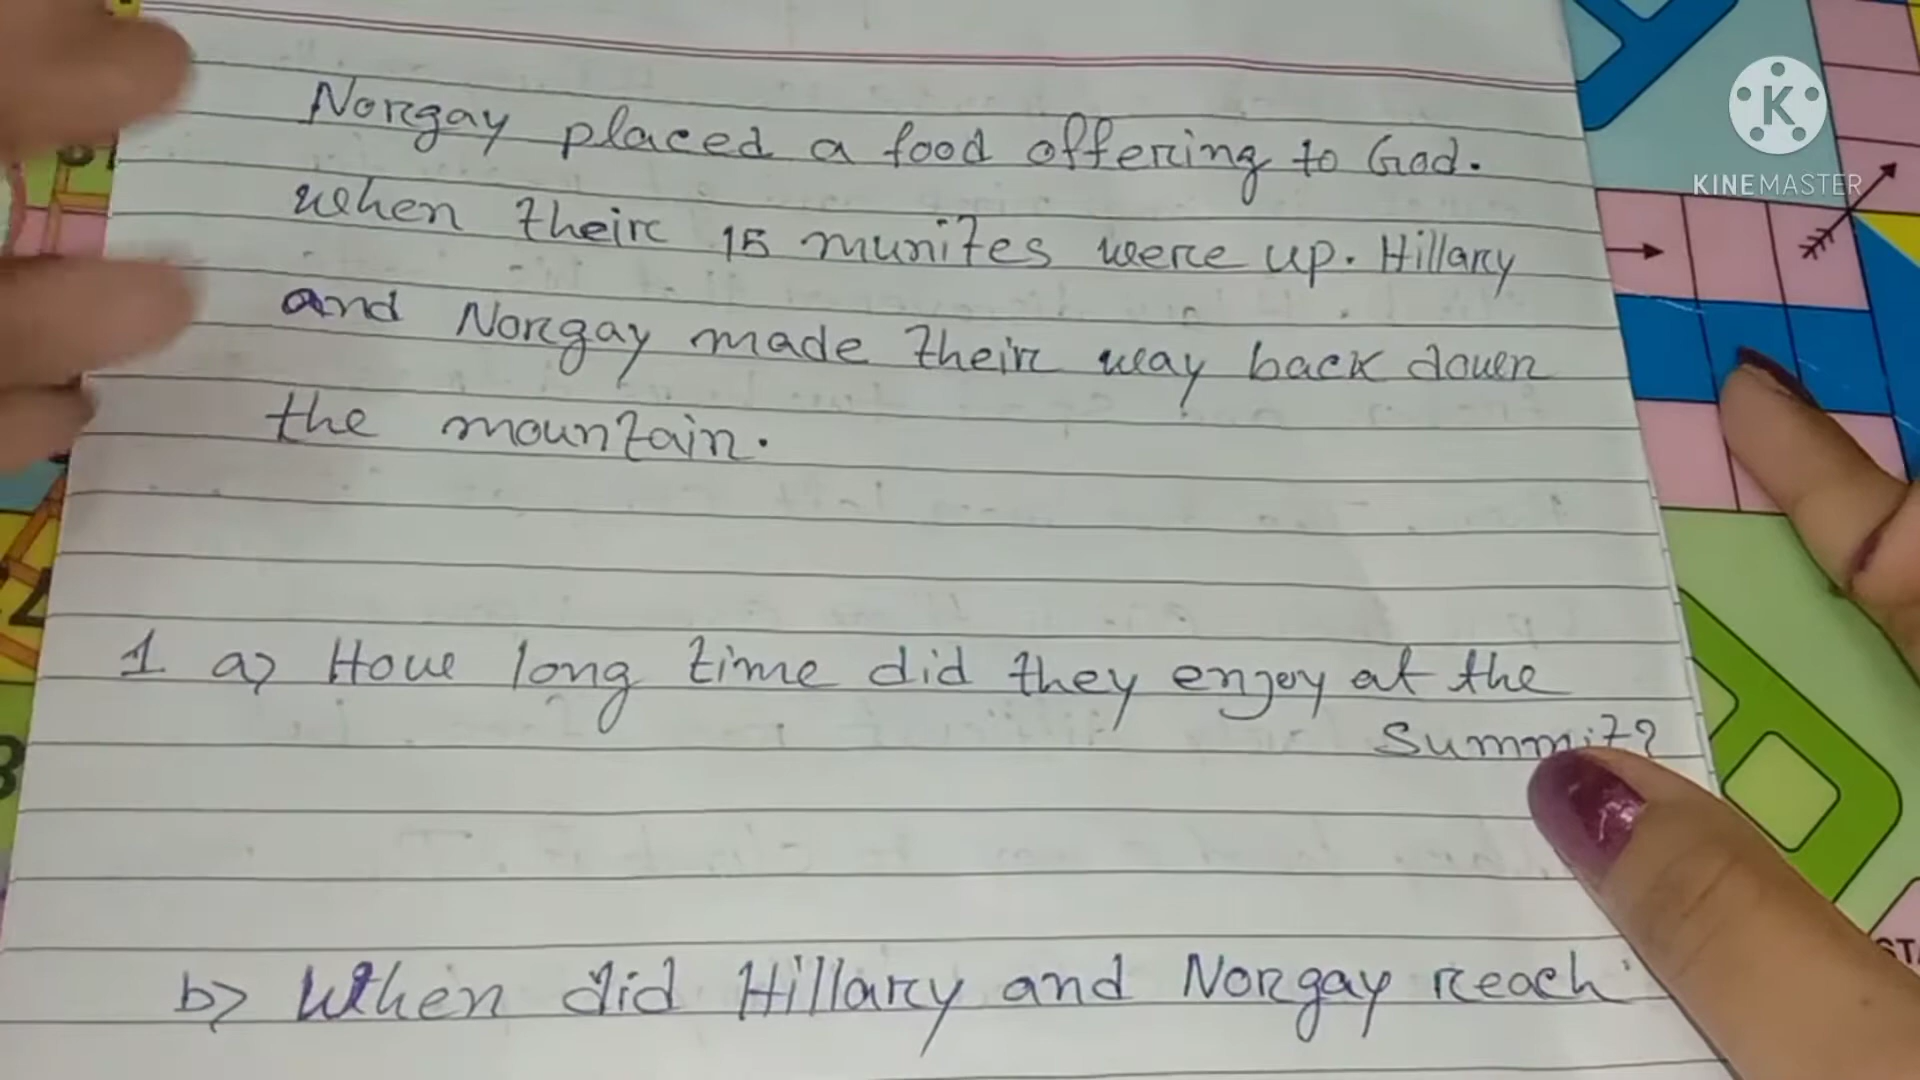 Norgay placed a food offering to God.
when their 15 munites were up. Hillary
and Norgay made their way back down
the mountain.
1 a) How long time did they enjoy at the
Summit?
b) When did Hillary and Norgay reach
K
KINEMASTER